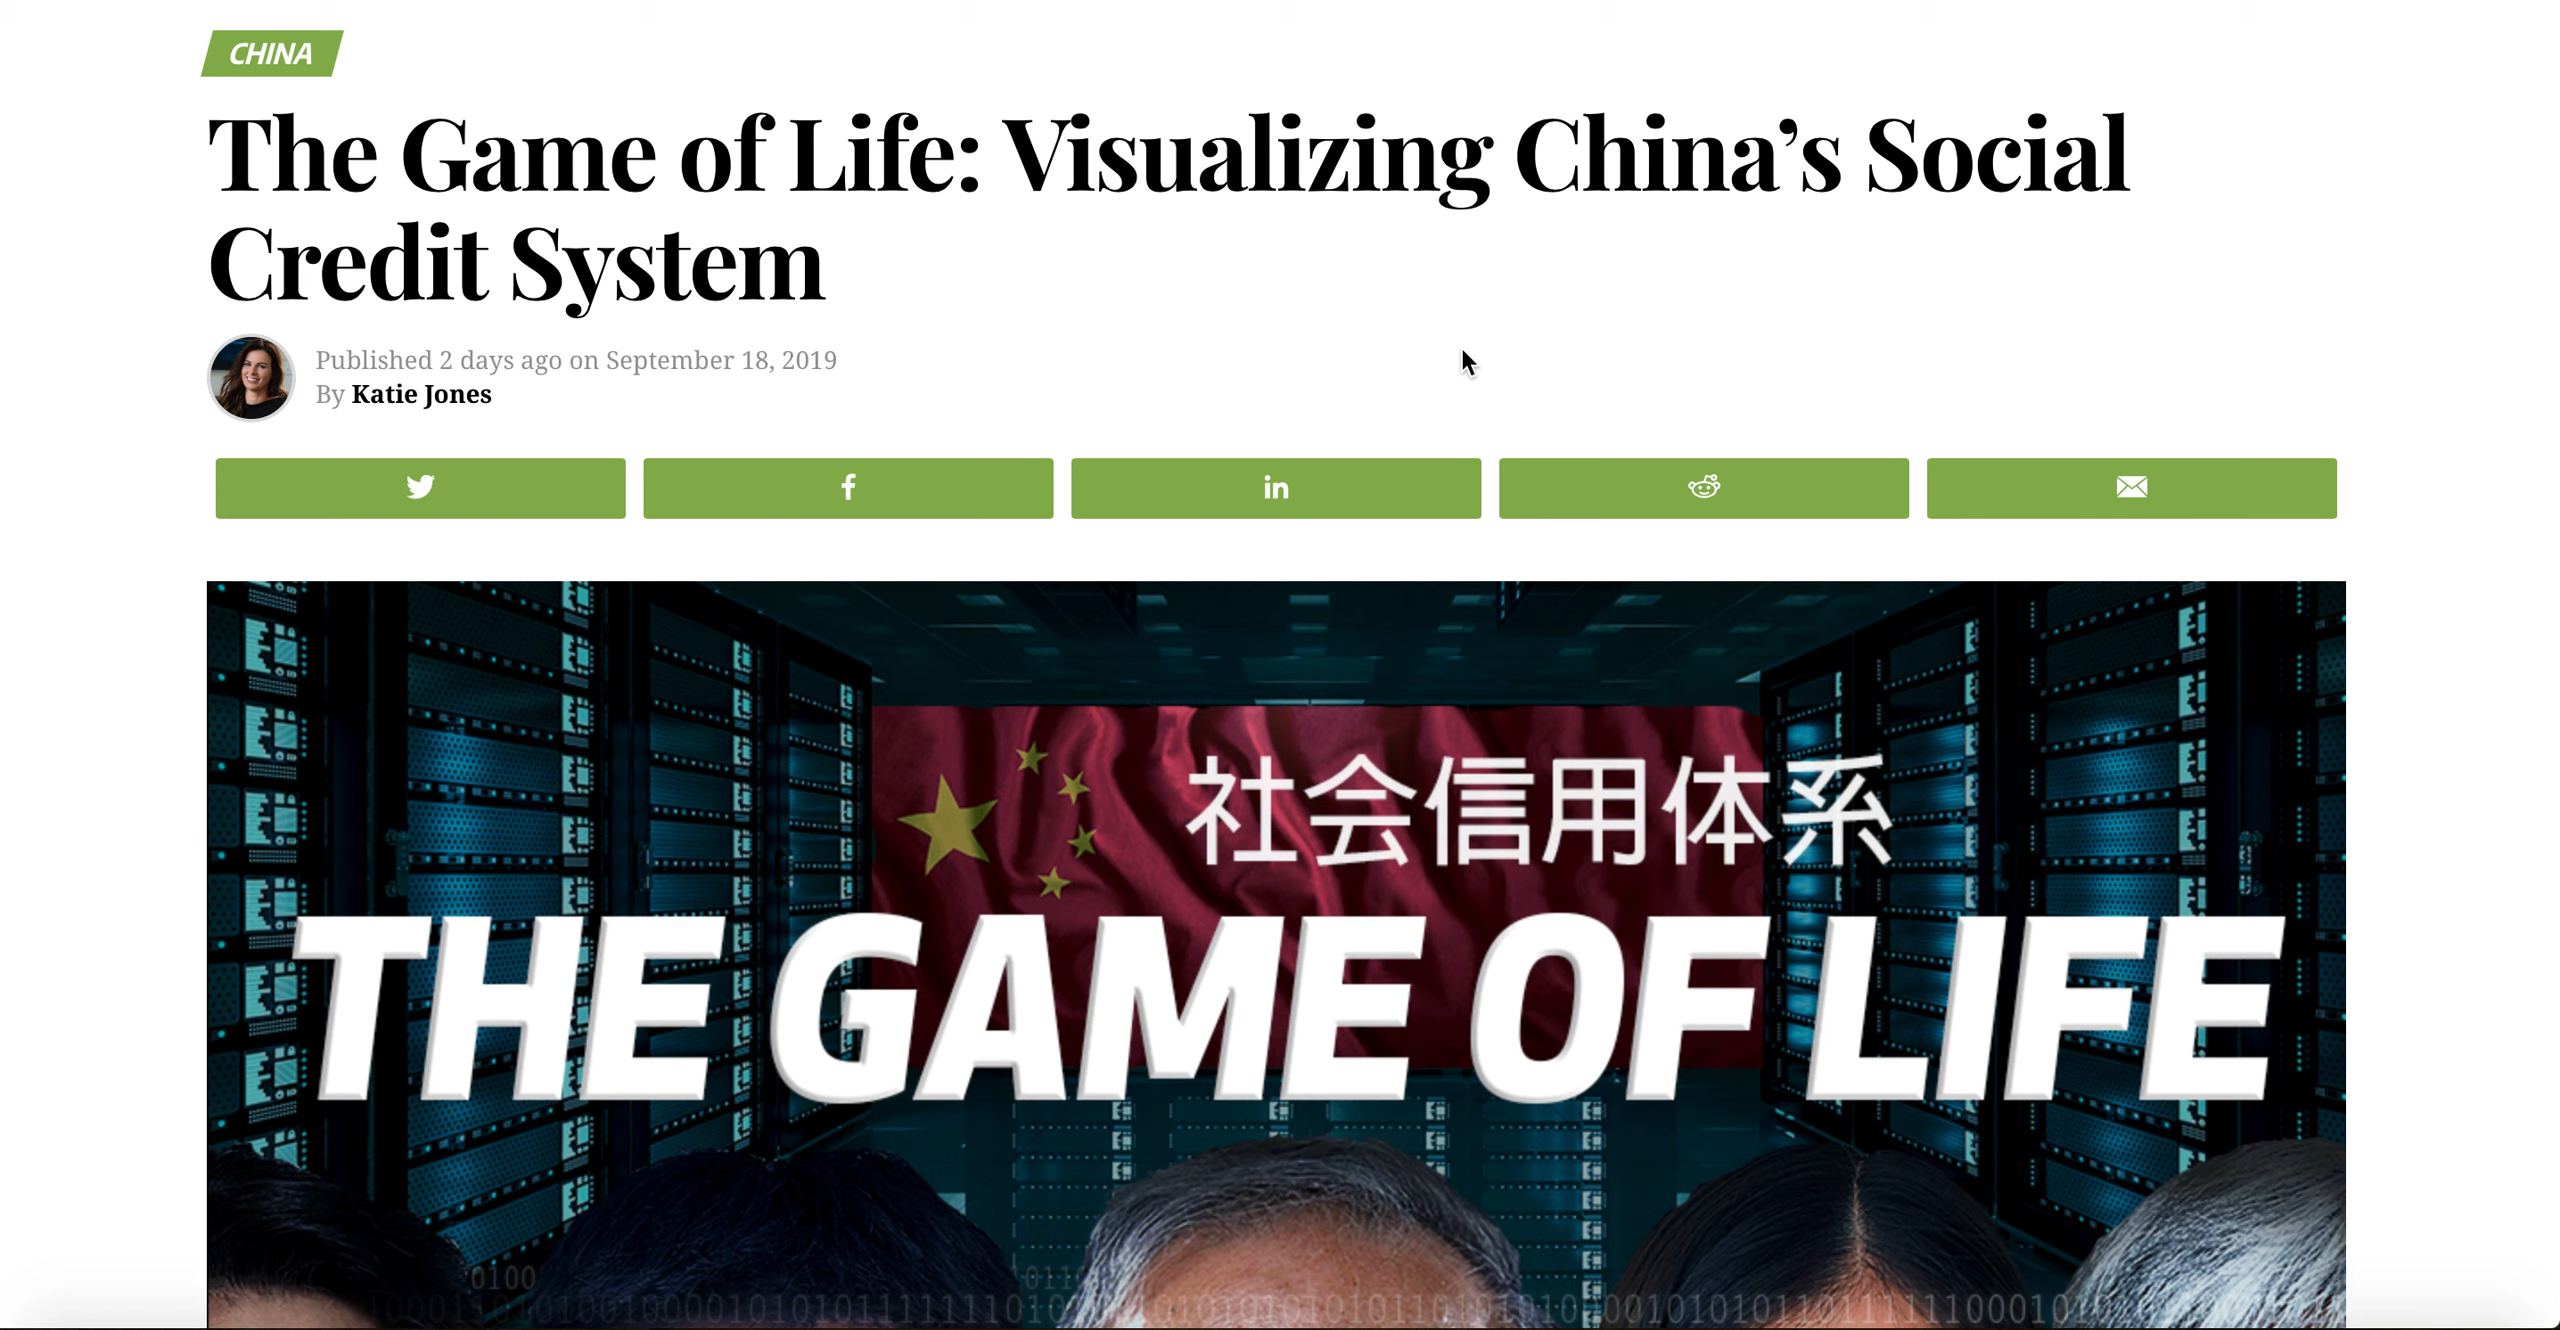 CHINA
The Game of Life: Visualizing China’s Social
Credit System
Published 2 days ago on September 18, 2019
By Katie Jones
社会信用体系
THE GAME OF LIFE